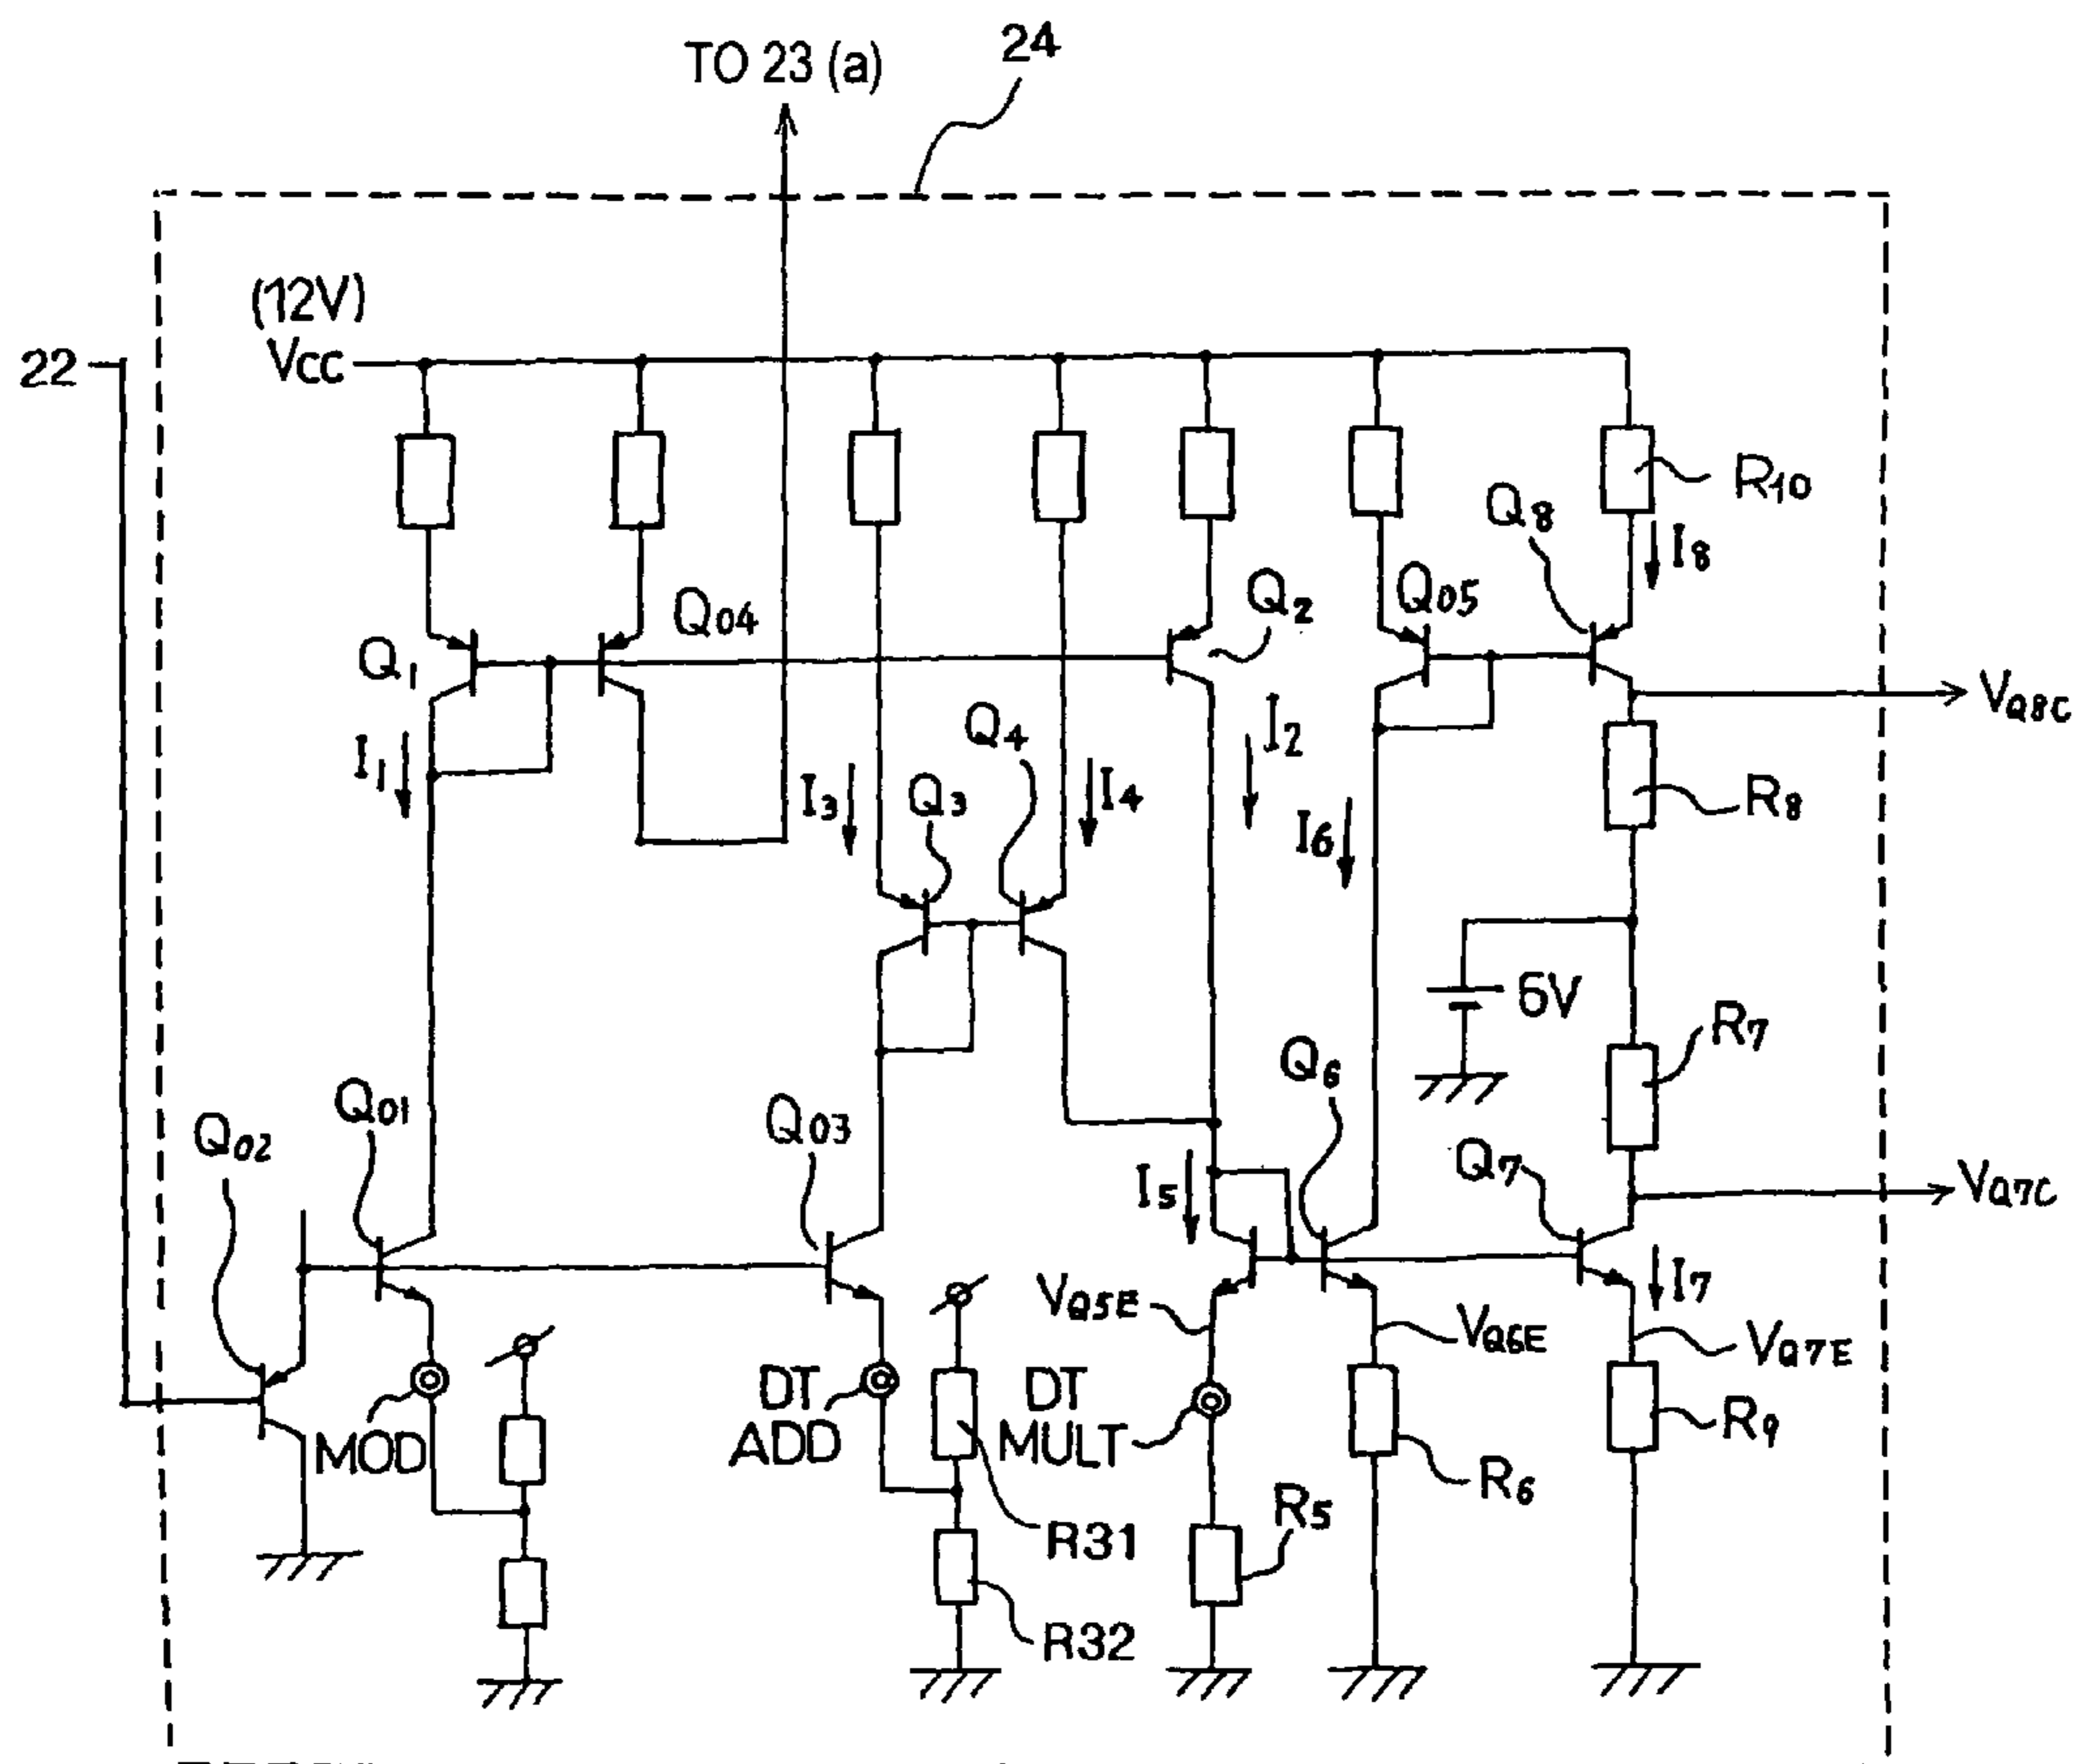 TO 23 (a)
24
(12V)
VCC
22
R10
Q8
I8
Q1
Q04
Q2
Q05
VQ8C
I1
I3
Q3
Q4
I4
I2
I6
R8
6V
R7
Q02
Q01
Q03
Q6
Q7
I5
VQ7C
VQ5E
VQ6E
I7
VQ7E
MOD
DT
ADD
DT
MULT
R9
R6
R5
R31
R32